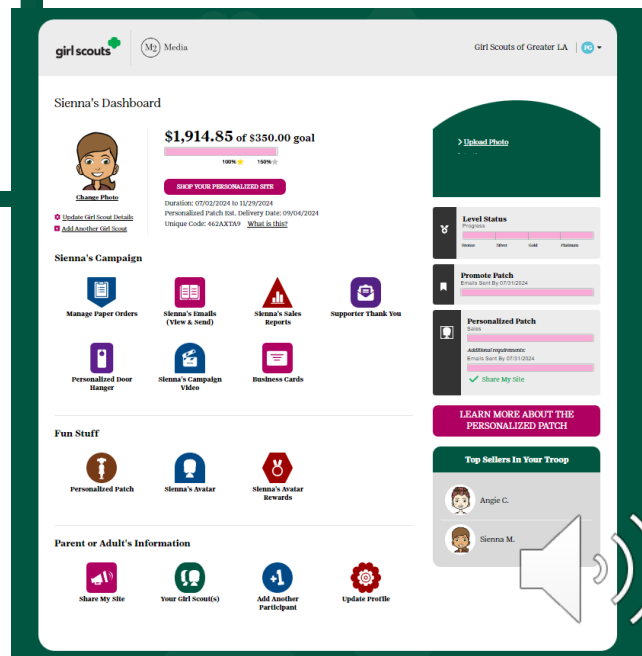 girl scouts
M2 Media
Girl Scouts of Greater LA
PG
Sienna's Dashboard
Change Photo
Update Girl Scout Details
Add Another Girl Scout
$1,914.85 of $350.00 goal
100% 150%
SHOP YOUR PERSONALIZED SITE
Duration: 07/02/2024 to 11/29/2024
Personalized Patch Est. Delivery Date: 09/04/2024
Unique Code: 462AXTA9 What is this?
Sienna's Campaign
Manage Paper Orders
Sienna's Emails
(View & Send)
Sienna's Sales
Reports
Supporter Thank You
Personalized Door
Hanger
Sienna's Campaign
Video
Business Cards
Fun Stuff
Personalized Patch
Sienna's Avatar
Sienna's Avatar
Rewards
Parent or Adult's Information
Share My Site
Your Girl Scout(s)
+1
Add Another
Participant
Update Profile
> Upload Photo
Level Status
Progress
Bronze Silver Gold Platinum
Promote Patch
Emails Sent By 07/31/2024
Personalized Patch
Sales
Additional requirements:
Emails Sent By 07/31/2024
Share My Site
LEARN MORE ABOUT THE
PERSONALIZED PATCH
Top Sellers In Your Troop
Angie C.
Sienna M.